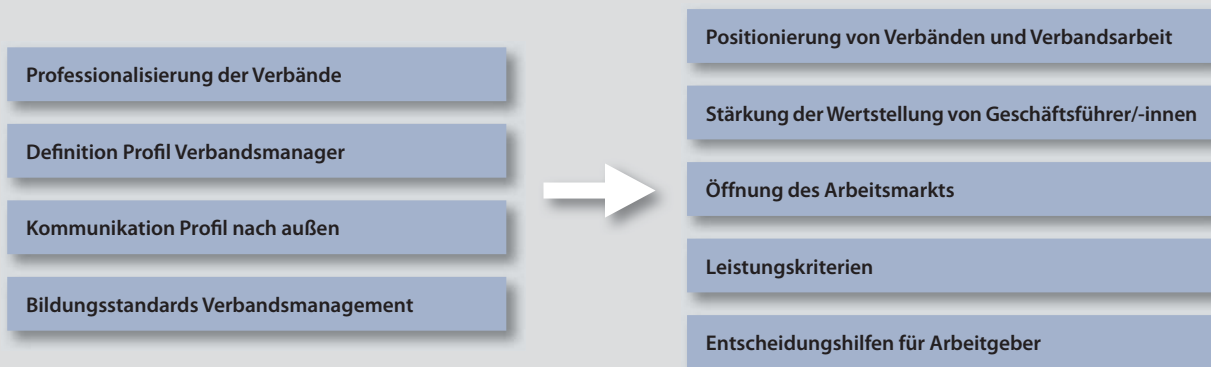 Professionalisierung der Verbände
Definition Profil Verbandsmanager
Kommunikation Profil nach außen
Bildungsstandards Verbandsmanagement
Positionierung von Verbänden und Verbandsarbeit
Stärkung der Wertstellung von Geschäftsführer/-innen
Öffnung des Arbeitsmarkts
Leistungskriterien
Entscheidungshilfen für Arbeitgeber